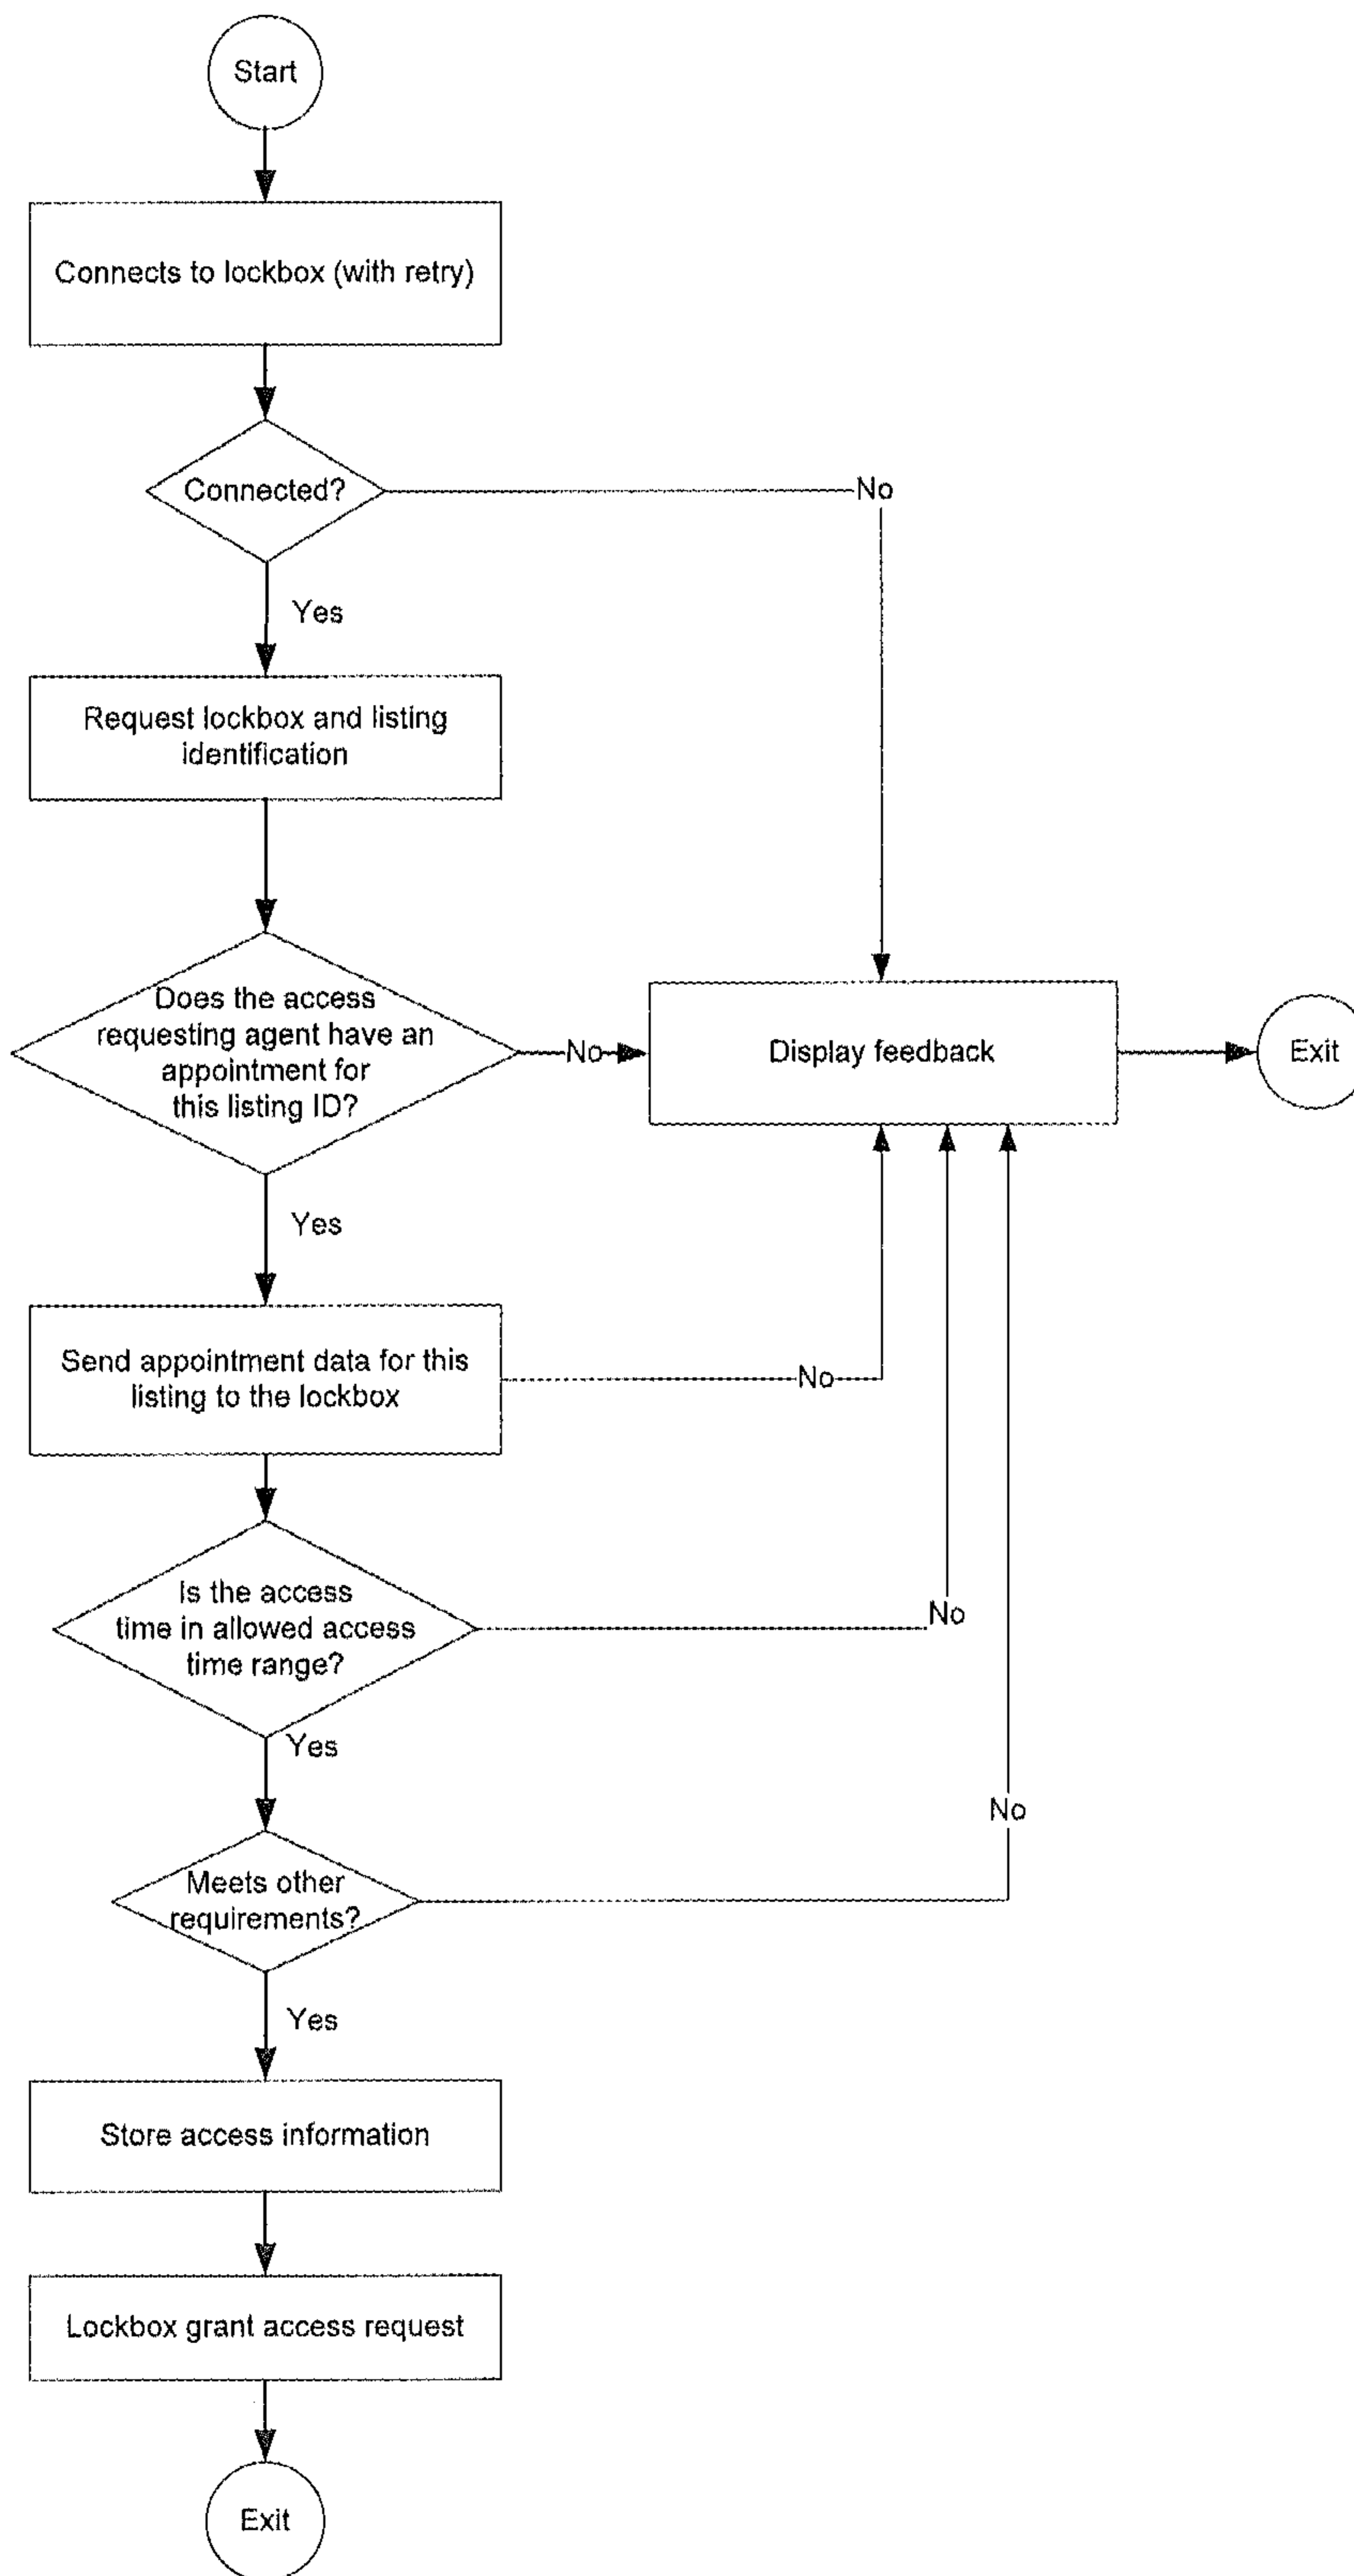 Start
Connects to lockbox (with retry)
Connected?
No
Yes
Request lockbox and listing
identification
Does the access
requesting agent have an
appointment for
this listing ID?
No
Display feedback
Exit
Yes
Send appointment data for this
listing to the lockbox
No
Is the access
time in allowed access
time range?
No
Yes
No
Meets other
requirements?
Yes
Store access information
Lockbox grant access request
Exit